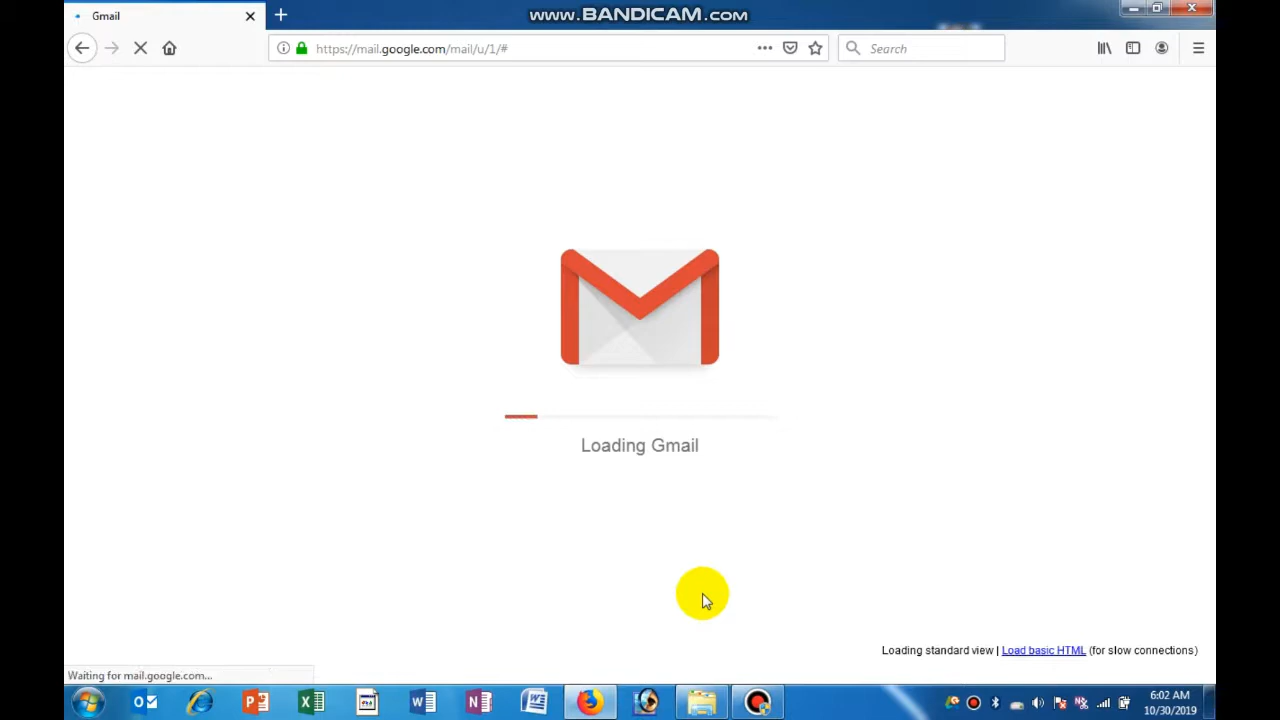 Gmail
www.BANDICAM.com
https://mail.google.com/mail/u/1/#
Search
Loading Gmail
Loading standard view | Load basic HTML (for slow connections)
Waiting for mail.google.com...
6:02 AM
10/30/2019